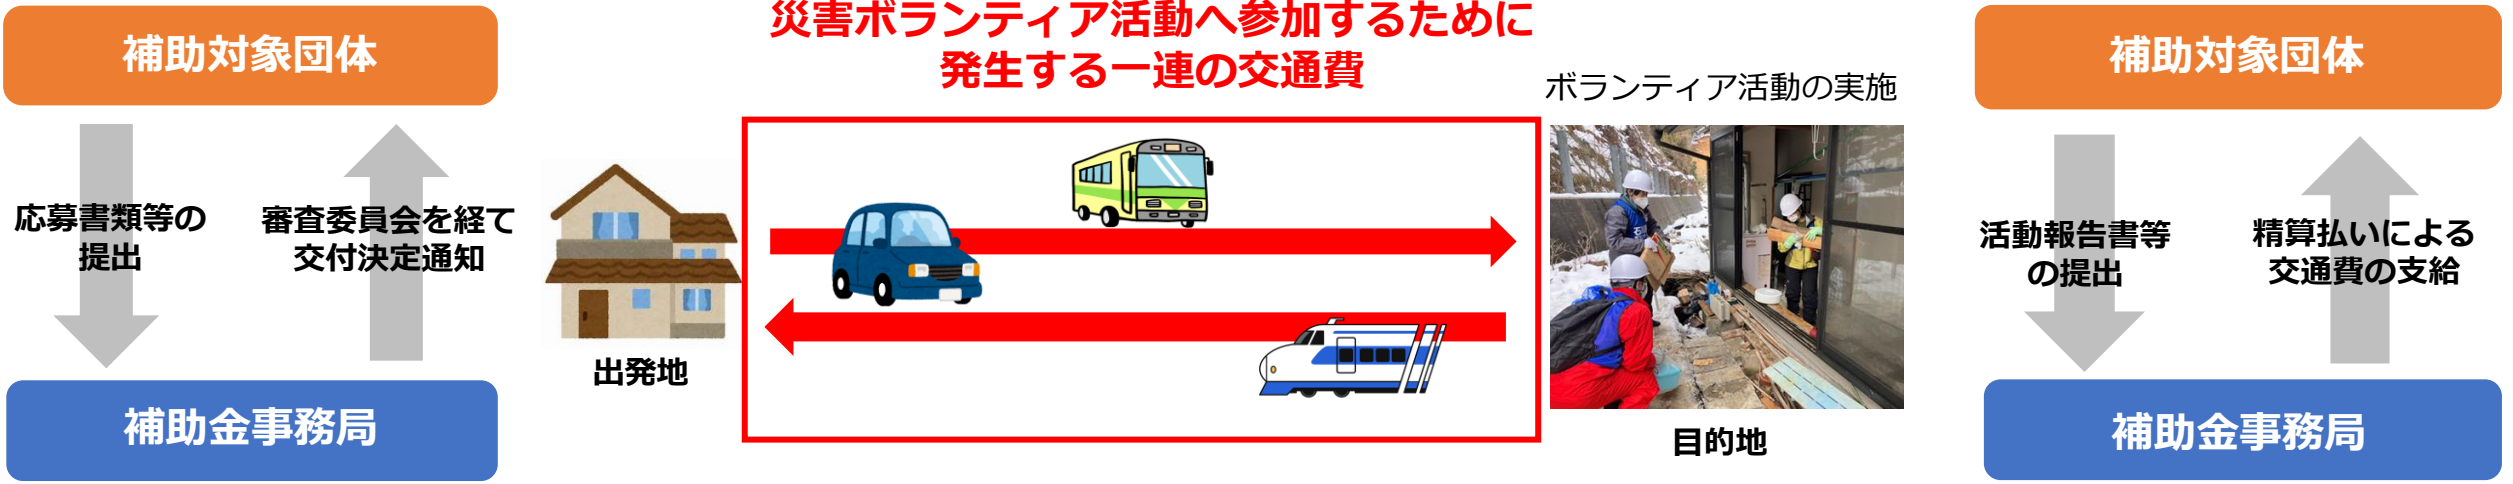 補助対象団体
応募書類等の
提出
審査委員会を経て
交付決定通知
補助金事務局
災害ボランティア活動へ参加するために
発生する一連の交通費
出発地
ボランティア活動の実施
目的地
補助対象団体
活動報告書等
の提出
精算払いによる
交通費の支給
補助金事務局